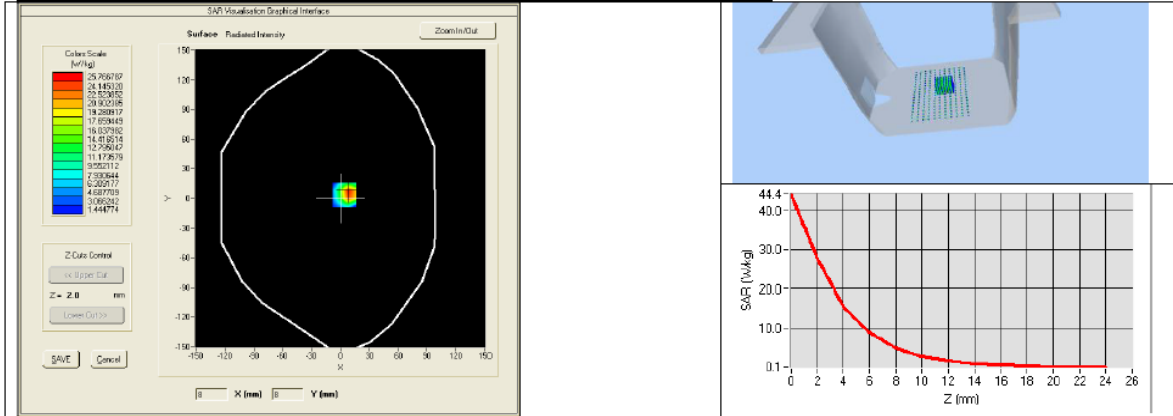 SAR Visualisation Graphical Interface
Surface Radiated Intensity
Zoom In/Out
Colors Scale
(W/kg)
25.766787
24.145320
22.523852
20.902385
19.280917
17.659449
16.037982
14.416514
12.795047
11.173579
9.552112
7.930644
6.309177
4.687709
3.066242
1.444774
Z-Cuts Control
<< Upper Cut
Z = 2.0 mm
Lower Cut >>
SAVE Cancel
150
120
90
60
30
0
-30
-60
-90
-120
-150
Y
-150 -120 -90 -60 -30 0 30 60 90 120 150
X
8 X (mm) 8 Y (mm)
44.4
40.0
30.0
20.0
10.0
0.1
SAR (W/kg)
0 2 4 6 8 10 12 14 16 18 20 22 24 26
Z (mm)